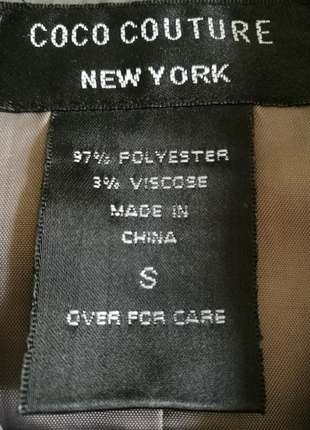 COCO COUTURE
NEW YORK
97% POLYESTER
3% VISCOSE
MADE IN
CHINA
S
OVER FOR CARE